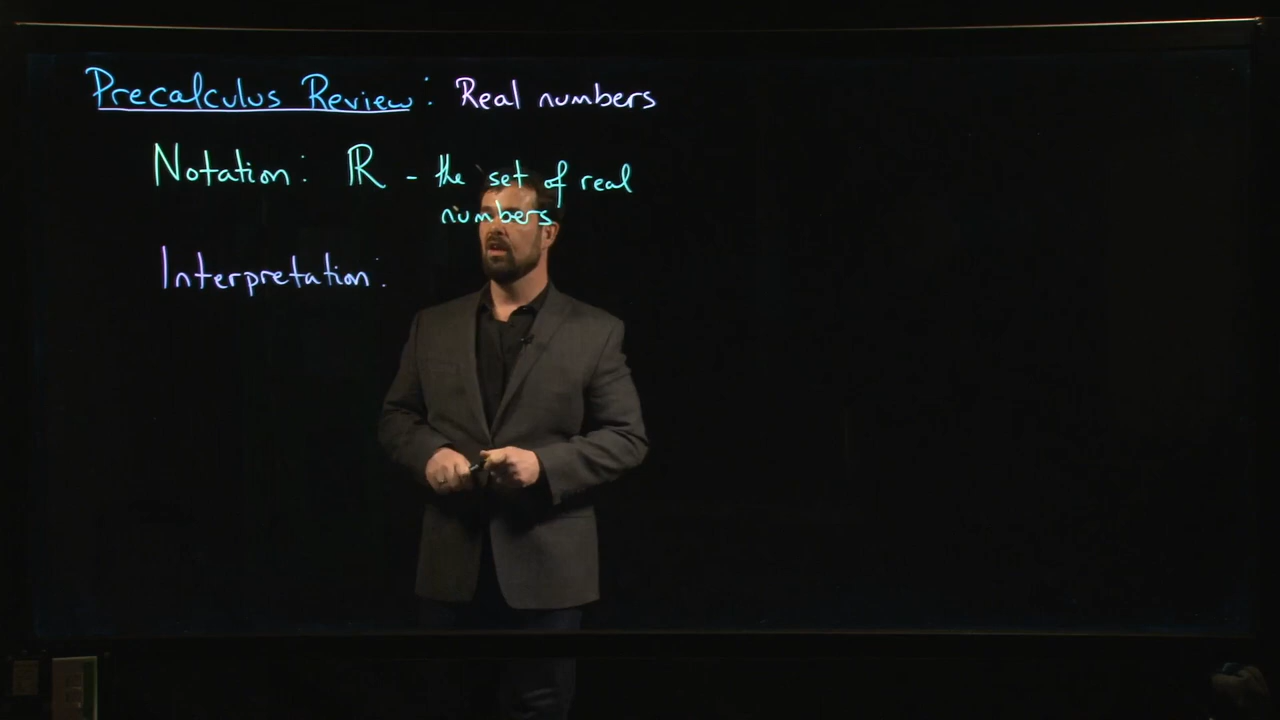 Precalculus Review: Real numbers
Notation: ℝ - the set of real
numbers
Interpretation: